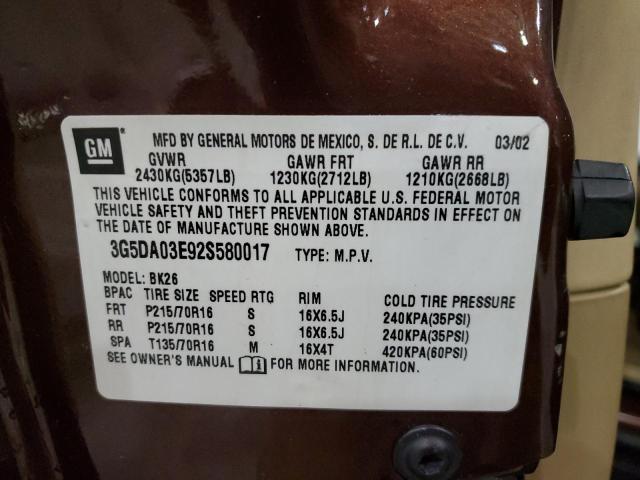 GM ® MFD BY GENERAL MOTORS DE MEXICO, S. DE R.L. DE C.V. 03/02
GVWR GAWR FRT GAWR RR
2430KG(5357LB) 1230KG(2712LB) 1210KG(2668LB)
THIS VEHICLE CONFORMS TO ALL APPLICABLE U.S. FEDERAL MOTOR
VEHICLE SAFETY AND THEFT PREVENTION STANDARDS IN EFFECT ON
THE DATE OF MANUFACTURE SHOWN ABOVE.
3G5DA03E92S580017 TYPE: M.P.V.
MODEL: BK26
BPAC TIRE SIZE SPEED RTG RIM COLD TIRE PRESSURE
FRT P215/70R16 S 16X6.5J 240KPA(35PSI)
RR P215/70R16 S 16X6.5J 240KPA(35PSI)
SPA T135/70R16 M 16X4T 420KPA(60PSI)
SEE OWNER'S MANUAL FOR MORE INFORMATION.